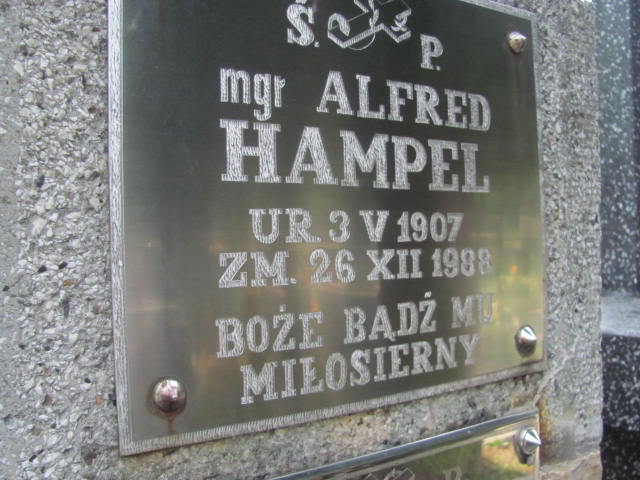 Ś. P.
mgr ALFRED
HAMPEL
UR. 3 V 1907
ZM. 26 XII 1988
BOŻE BĄDŹ MU
MIŁOSIERNY